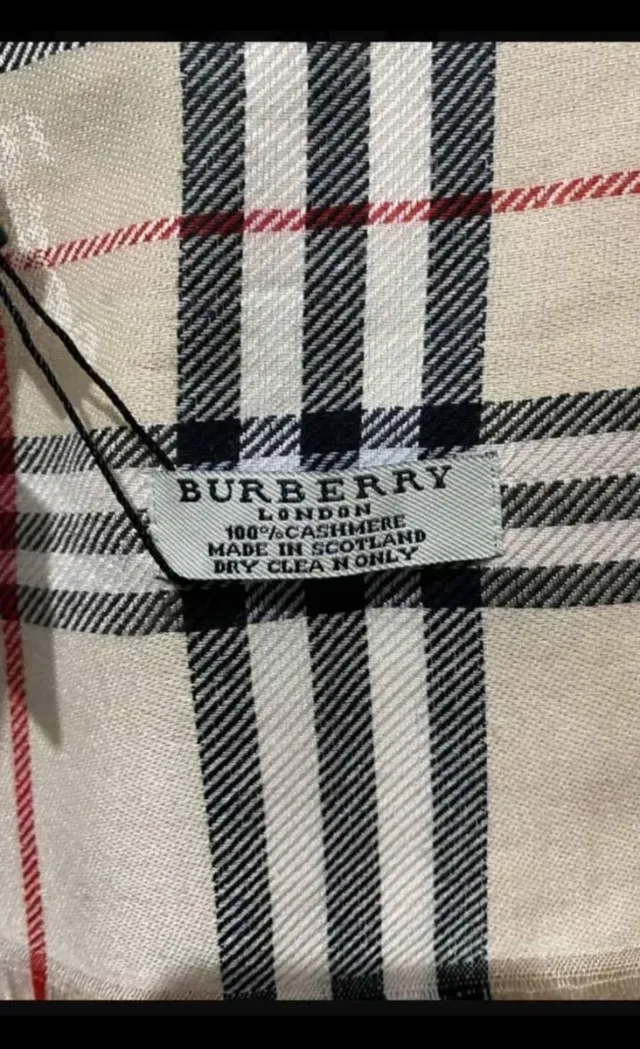 BURBERRY
LONDON
100%CASHMERE
MADE IN SCOTLAND
DRY CLEA N ONLY